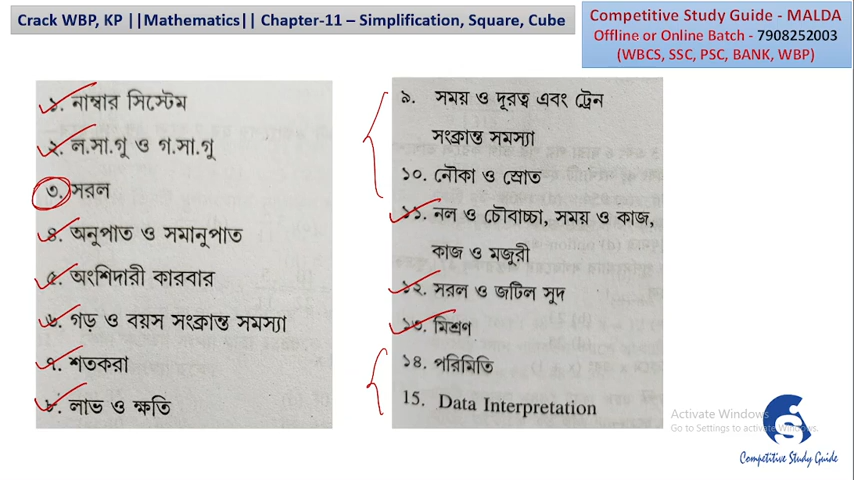 Crack WBP, KP ||Mathematics|| Chapter-11 – Simplification, Square, Cube
Competitive Study Guide - MALDA
Offline or Online Batch - 7908252003
(WBCS, SSC, PSC, BANK, WBP)
১. নাম্বার সিস্টেম
২. ল.সা.গু ও গ.সা.গু
৩. সরল
৪. অনুপাত ও সমানুপাত
৫. অংশিদারী কারবার
৬. গড় ও বয়স সংক্রান্ত সমস্যা
৭. শতকরা
৮. লাভ ও ক্ষতি
৯. সময় ও দূরত্ব এবং ট্রেন
সংক্রান্ত সমস্যা
১০. নৌকা ও স্রোত
১১. নল ও চৌবাচ্চা, সময় ও কাজ,
কাজ ও মজুরী
১২. সরল ও জটিল সুদ
১৩. মিশ্রণ
১৪. পরিমিতি
15. Data Interpretation
Activate Windows
Go to Settings to activate Windows.
Competitive Study Guide